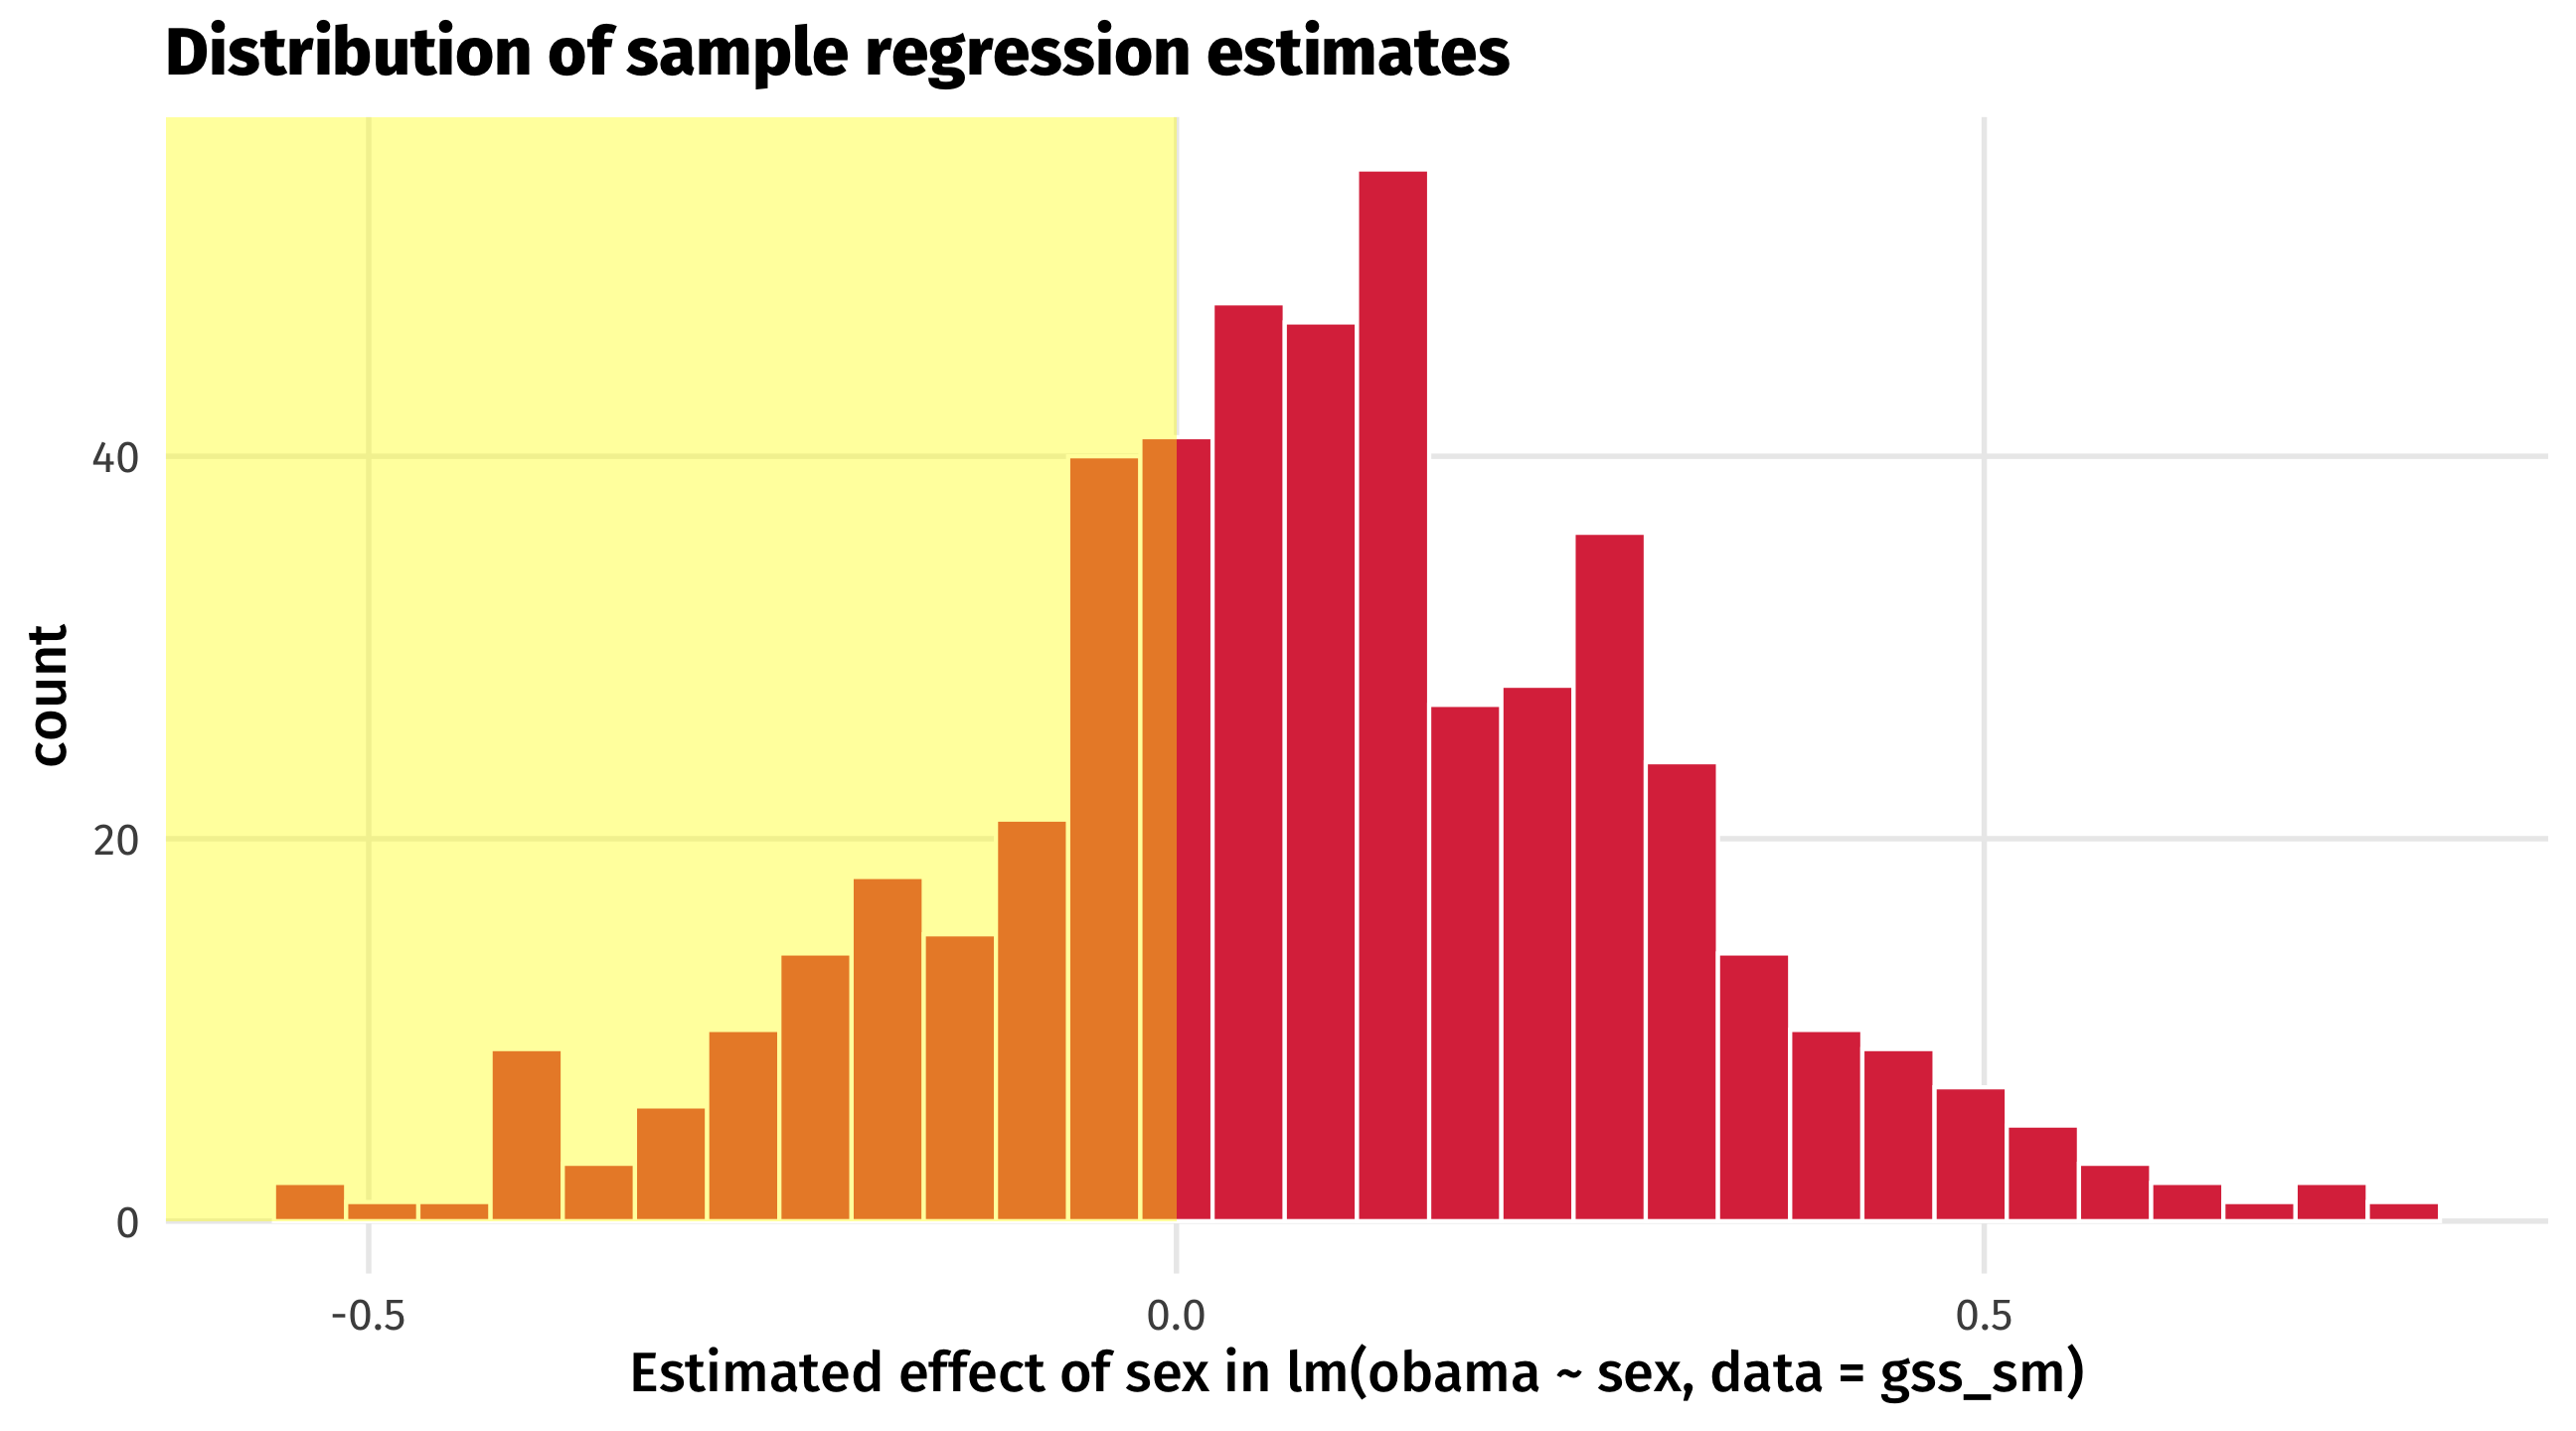 Distribution of sample regression estimates
count
40
20
0
-0.5
0.0
0.5
Estimated effect of sex in lm(obama ~ sex, data = gss_sm)